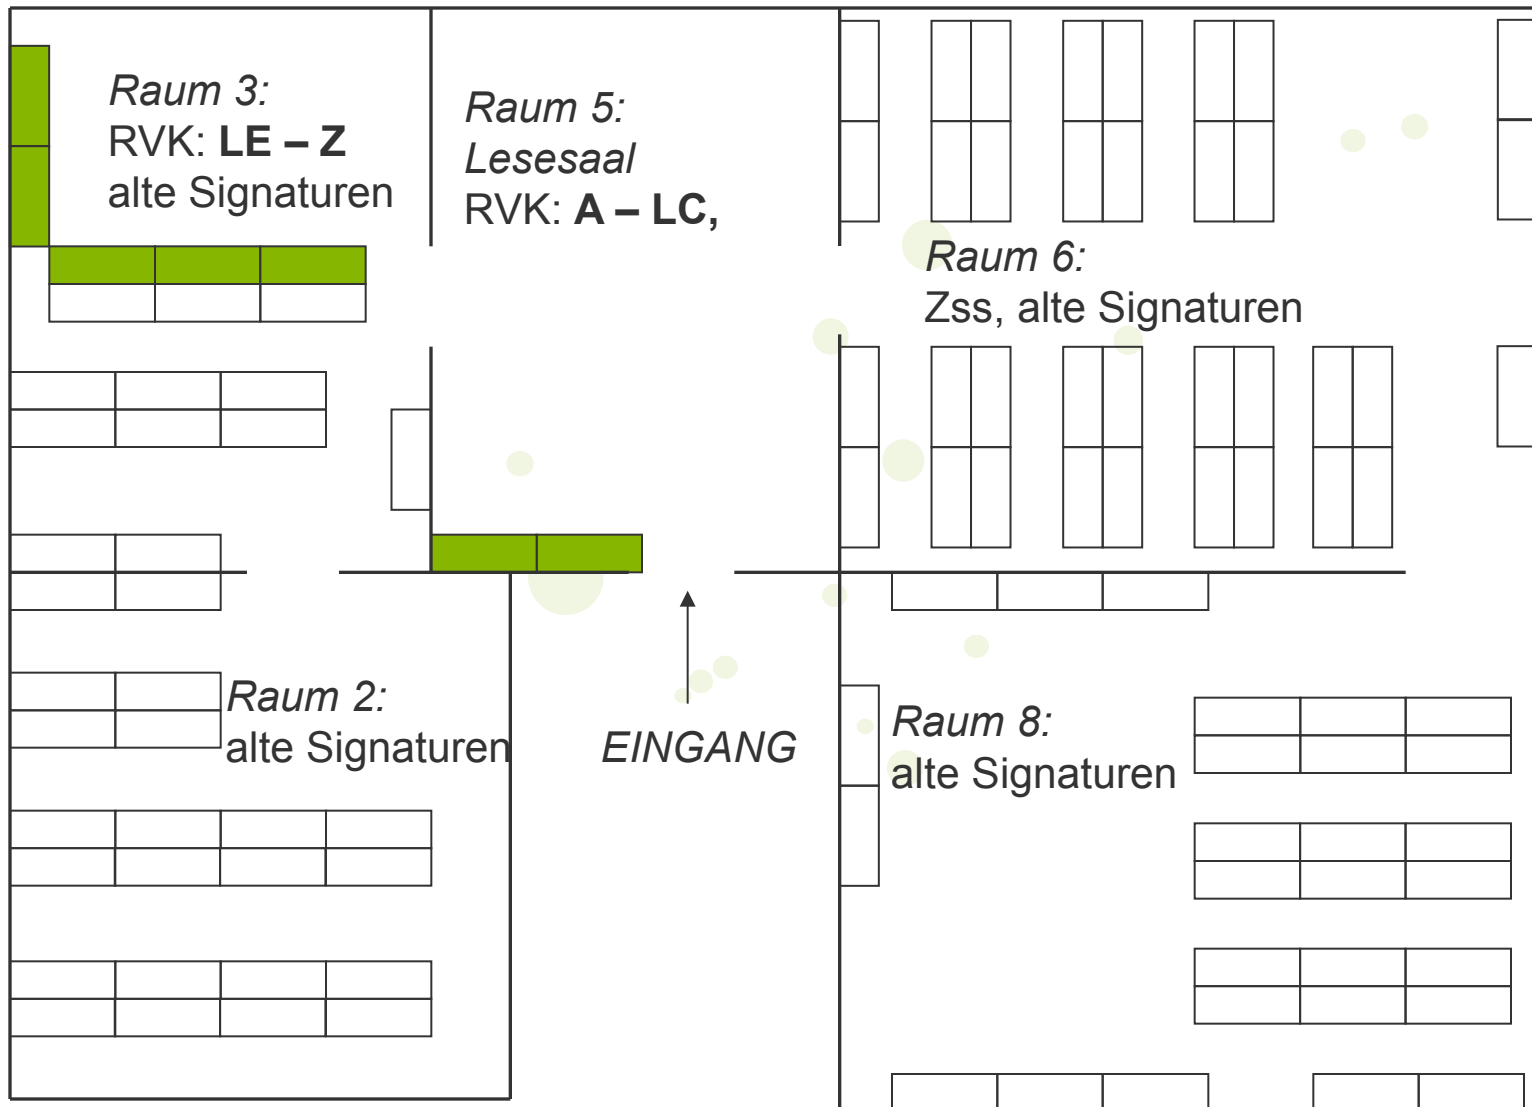 Raum 3:
RVK: LE – Z
alte Signaturen
Raum 5:
Lesesaal
RVK: A – LC,
Raum 6:
Zss, alte Signaturen
Raum 2:
alte Signaturen
EINGANG
Raum 8:
alte Signaturen